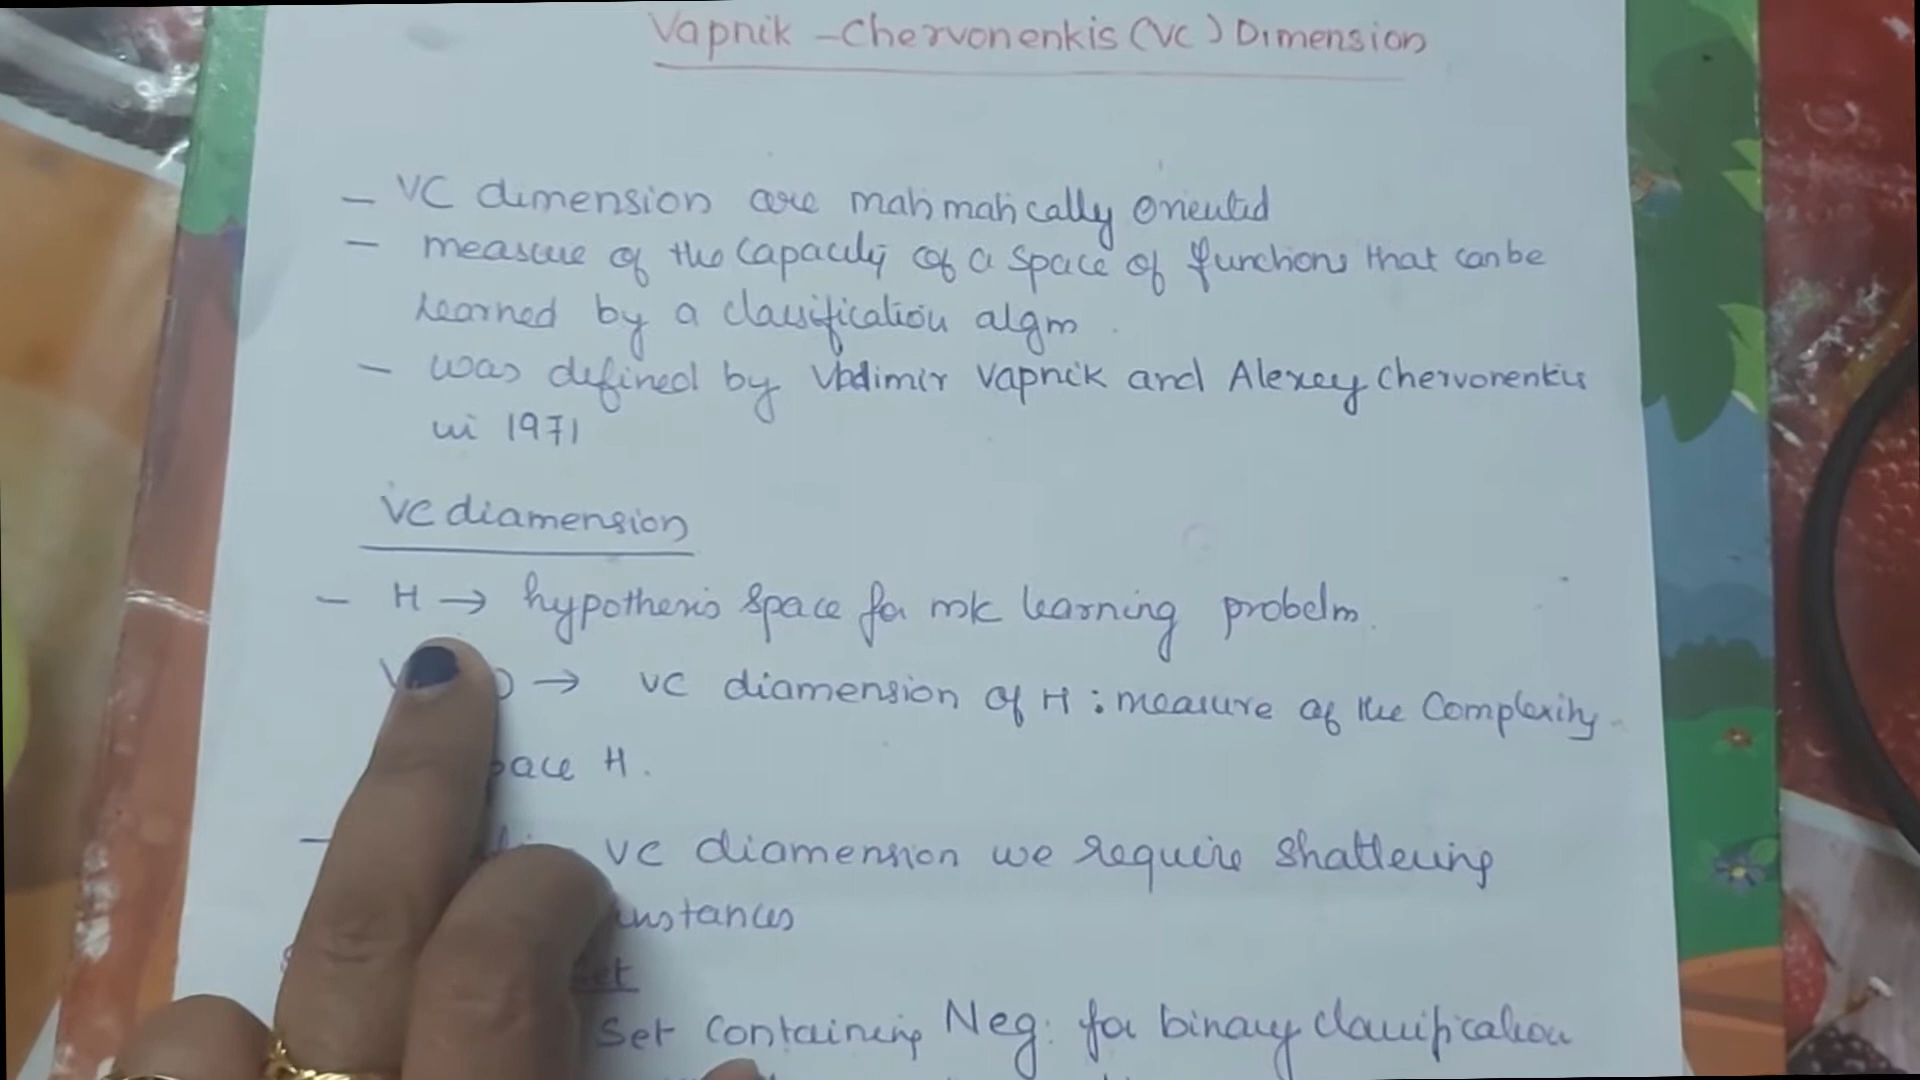 Vapnik - Chervonenkis (VC) Dimension
- VC dimension are mathmatically oriented
- measure of the capacity of a space of functions that can be
learned by a classification algm.
- was defined by Vladimir Vapnik and Alexey Chervonenkis
in 1971
VC diamension
- H → hypothesis space for learning probelm.
→ VC diamension of H : measure of the Complexity
H.
- VC diamension we require shattering
Set Containing Neg. for binary classification